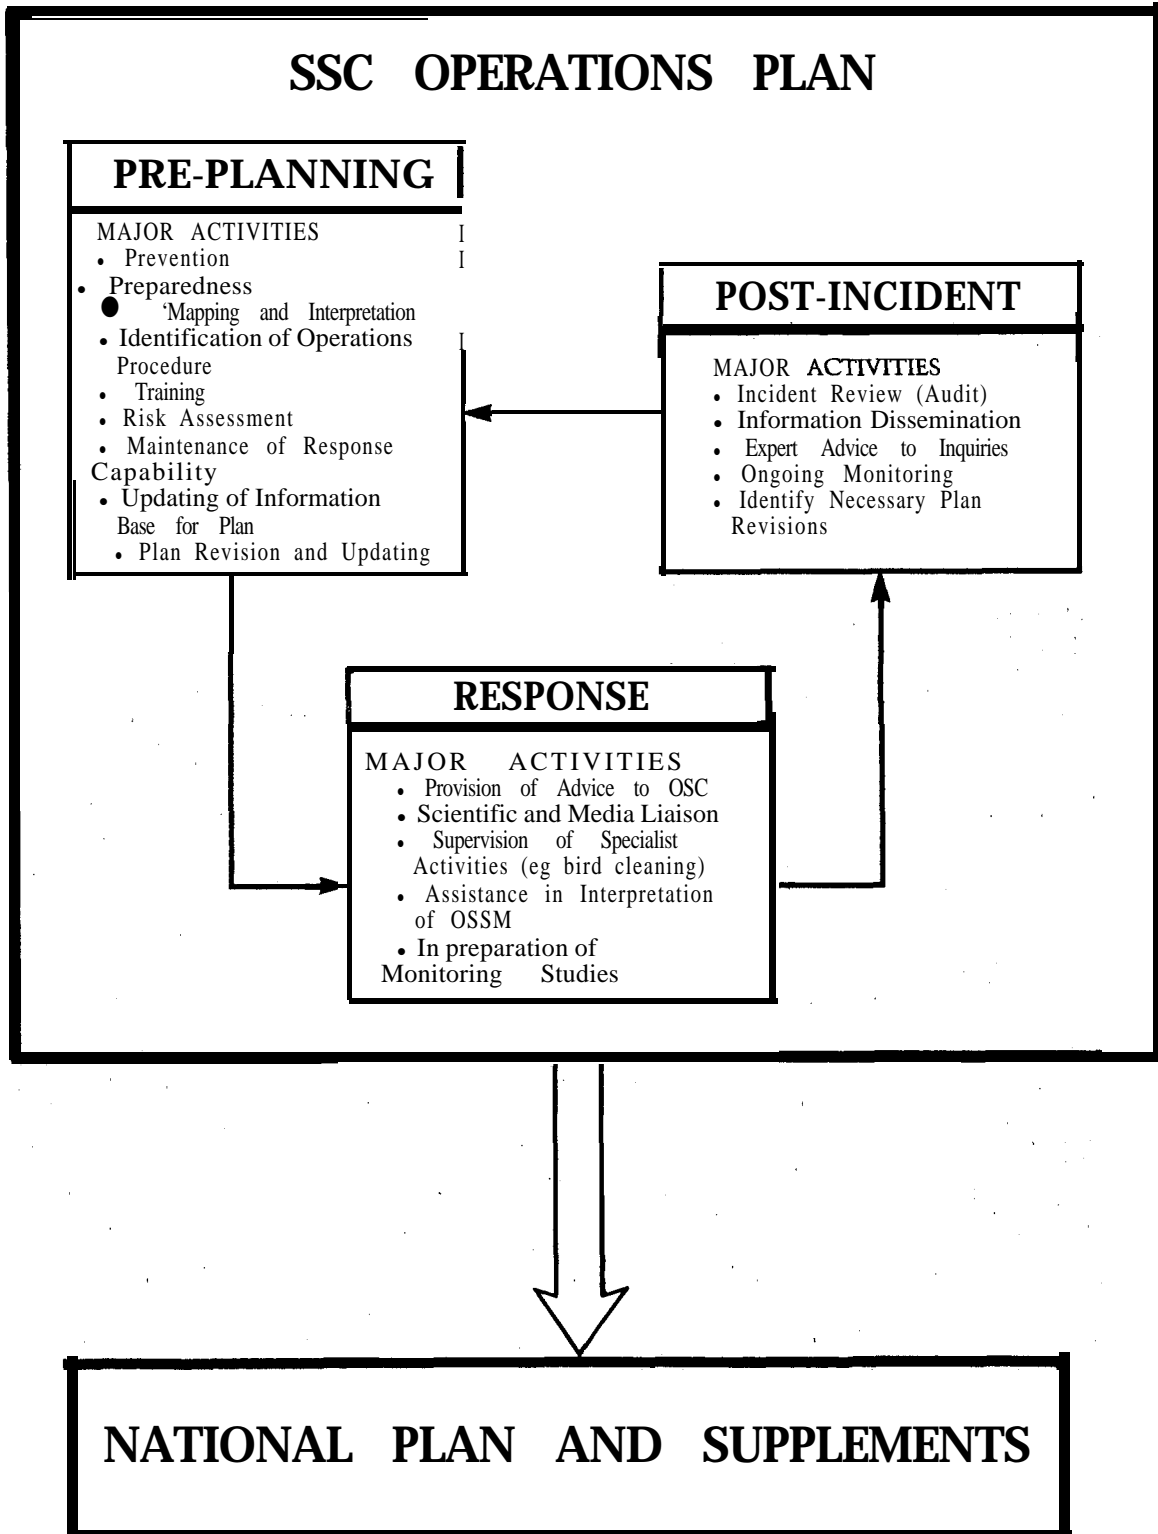 SSC OPERATIONS PLAN
PRE-PLANNING
MAJOR ACTIVITIES
• Prevention
• Preparedness
● ‘Mapping and Interpretation
• Identification of Operations
Procedure
• Training
• Risk Assessment
• Maintenance of Response
Capability
• Updating of Information
Base for Plan
• Plan Revision and Updating
POST-INCIDENT
MAJOR ACTIVITIES
• Incident Review (Audit)
• Information Dissemination
• Expert Advice to Inquiries
• Ongoing Monitoring
• Identify Necessary Plan
Revisions
RESPONSE
MAJOR ACTIVITIES
• Provision of Advice to OSC
• Scientific and Media Liaison
• Supervision of Specialist
Activities (eg bird cleaning)
• Assistance in Interpretation
of OSSM
• In preparation of
Monitoring Studies
NATIONAL PLAN AND SUPPLEMENTS